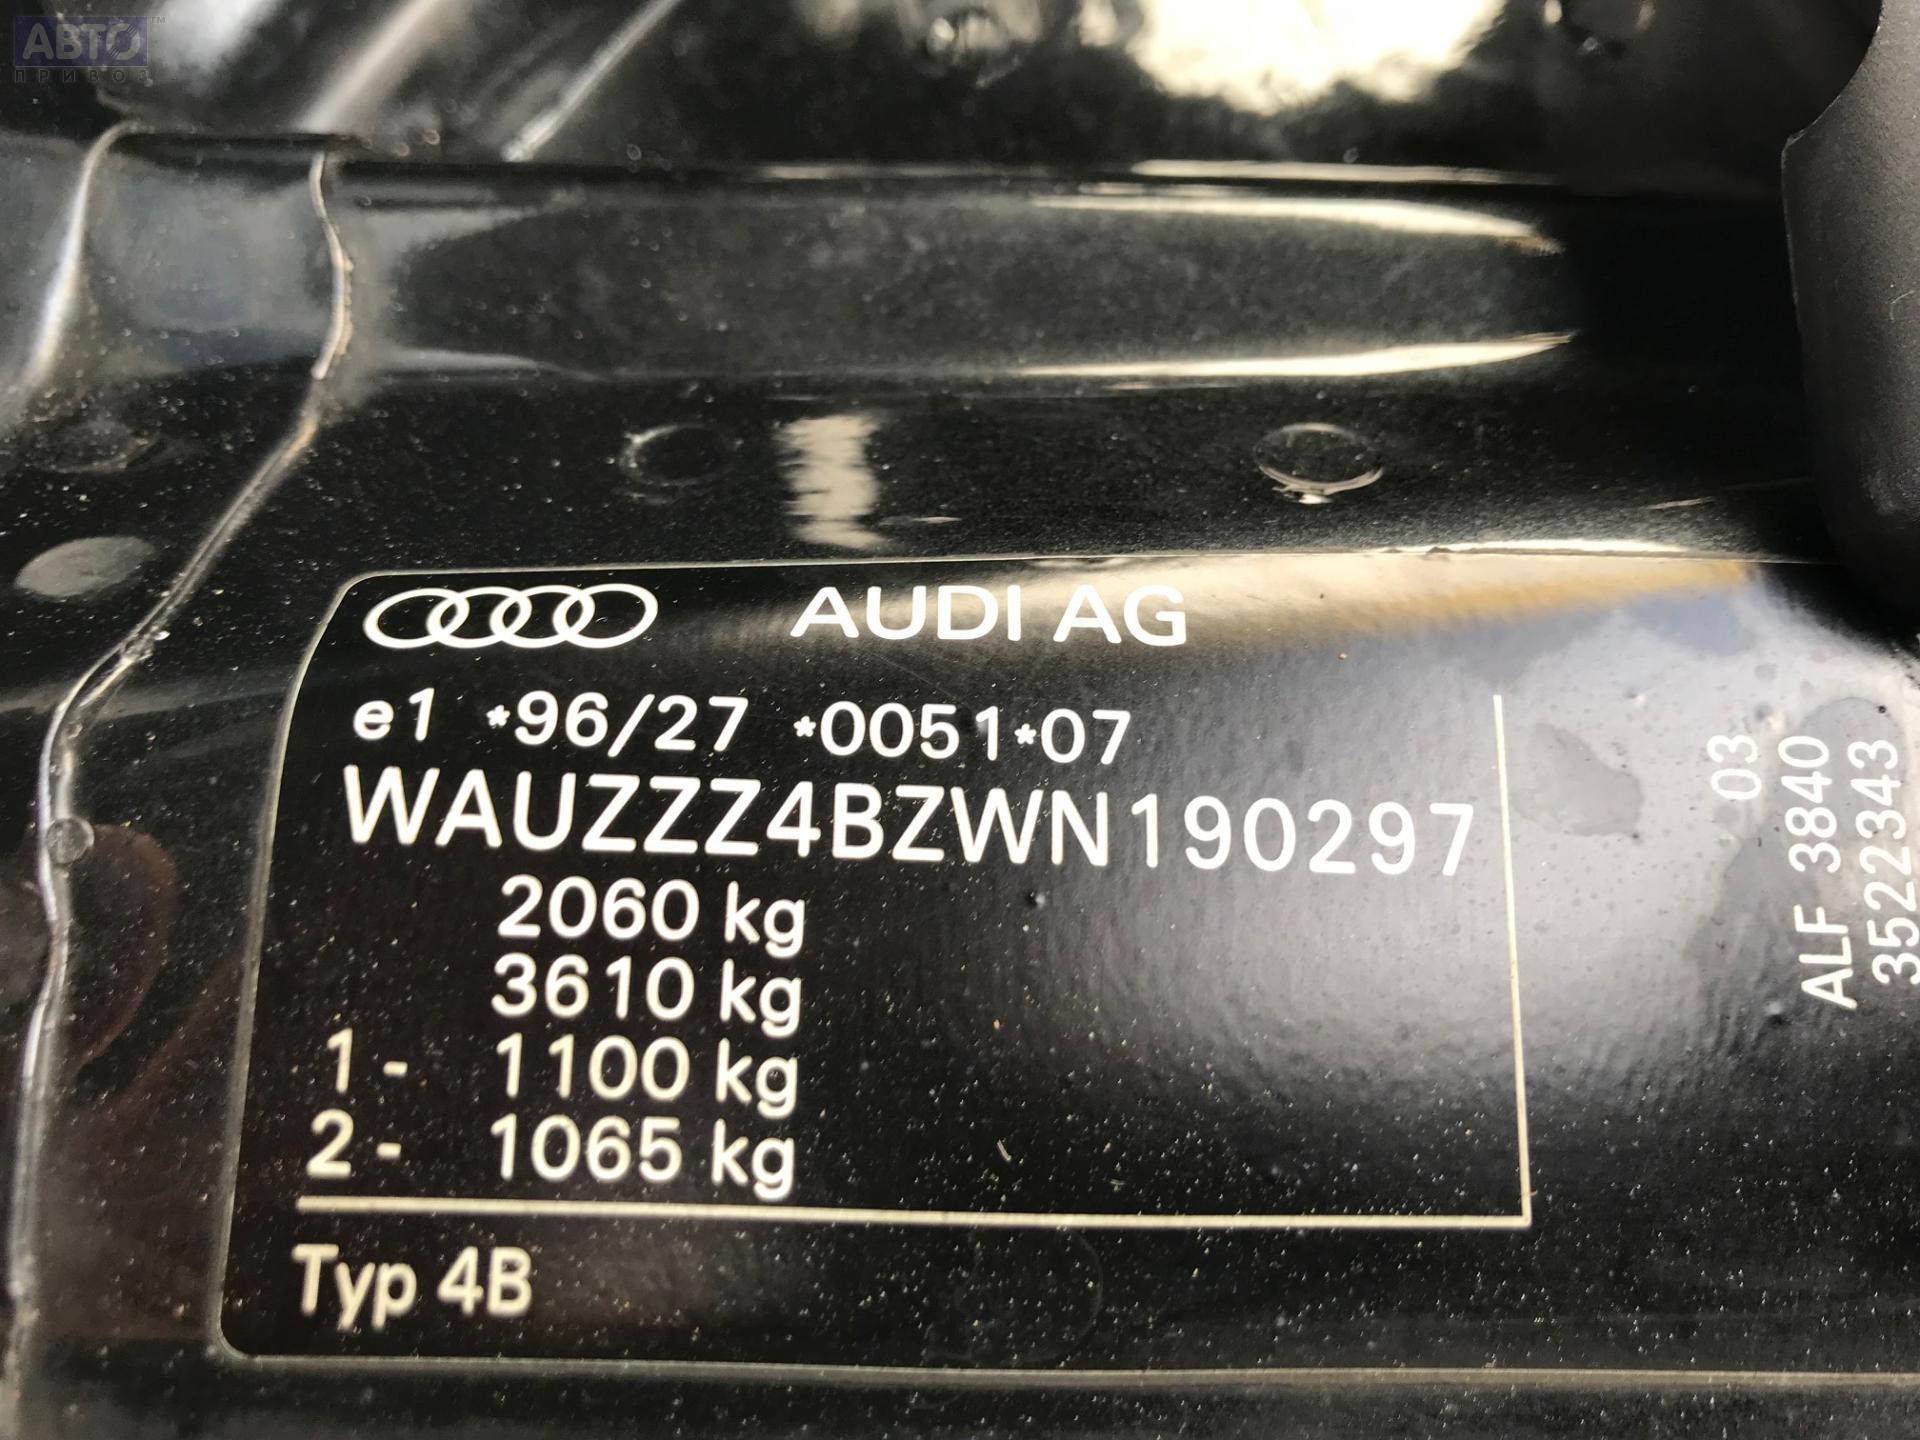 АВТО™
ПРИВОЗ
AUDI AG
e1 *96/27 *0051*07
WAUZZZ4BZWN190297
2060 kg
3610 kg
1 - 1100 kg
2 - 1065 kg
Typ 4B
03
ALF 3840
3522343